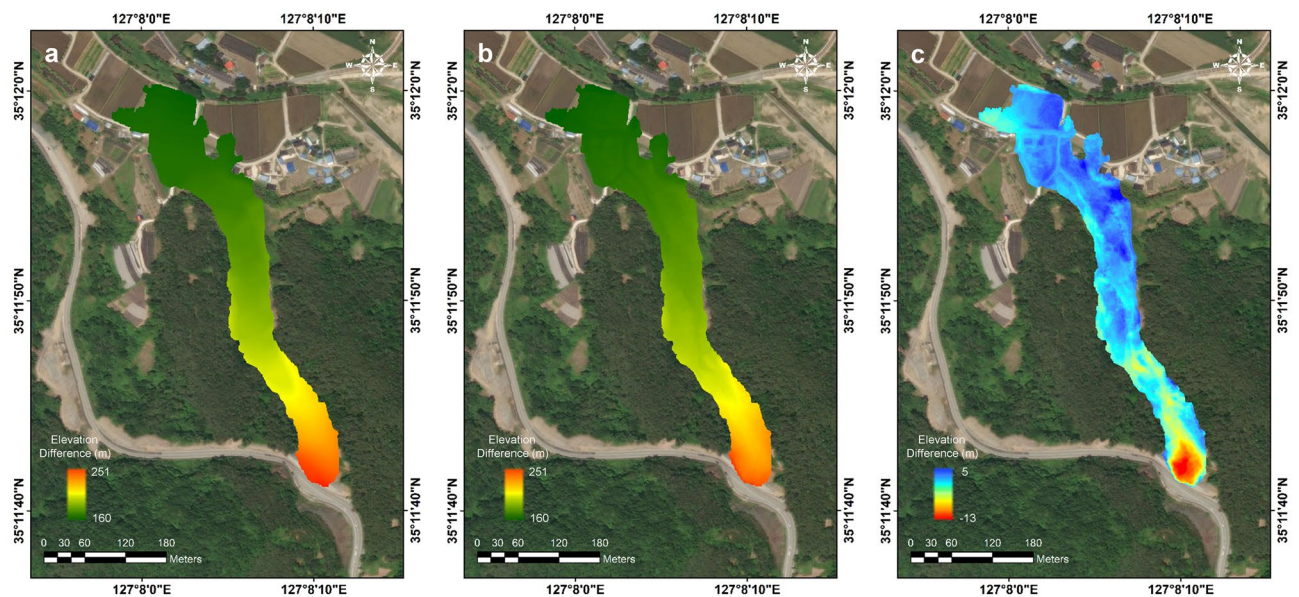 127°8'0"E 127°8'10"E 127°8'0"E 127°8'10"E 127°8'0"E 127°8'10"E
a
N
W E
S
b
N
W E
S
c
N
W E
S
35°12'0"N 35°12'0"N 35°12'0"N 35°12'0"N
35°11'50"N 35°11'50"N 35°11'50"N 35°11'50"N
35°11'40"N 35°11'40"N 35°11'40"N 35°11'40"N
Elevation
Difference (m)
251
160
0 30 60 120 180
Meters
Elevation
Difference (m)
251
160
0 30 60 120 180
Meters
Elevation
Difference (m)
5
-13
0 30 60 120 180
Meters
127°8'0"E 127°8'10"E 127°8'0"E 127°8'10"E 127°8'0"E 127°8'10"E